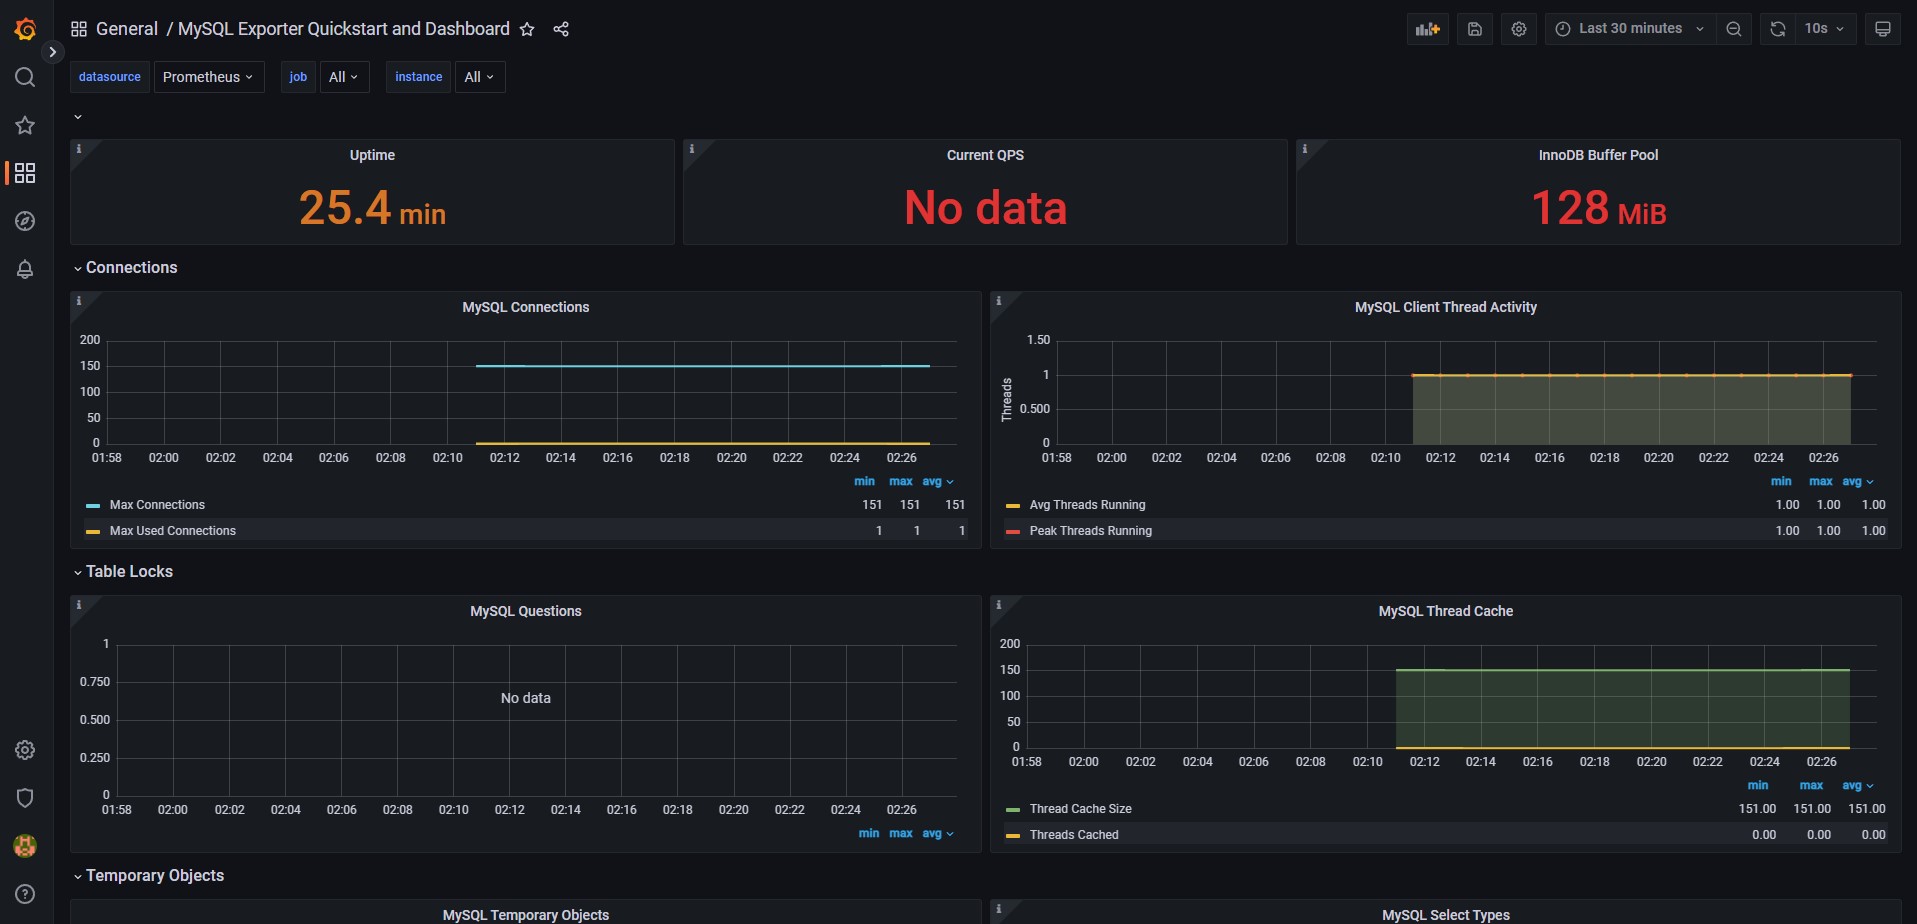 General / MySQL Exporter Quickstart and Dashboard
Last 30 minutes
10s
datasource Prometheus job All instance All
Uptime
25.4 min
Current QPS
No data
InnoDB Buffer Pool
128 MiB
Connections
MySQL Connections
200
150
100
50
0
01:58 02:00 02:02 02:04 02:06 02:08 02:10 02:12 02:14 02:16 02:18 02:20 02:22 02:24 02:26
min max avg
Max Connections 151 151 151
Max Used Connections 1 1 1
MySQL Client Thread Activity
Threads
1.50
1
0.500
0
01:58 02:00 02:02 02:04 02:06 02:08 02:10 02:12 02:14 02:16 02:18 02:20 02:22 02:24 02:26
min max avg
Avg Threads Running 1.00 1.00 1.00
Peak Threads Running 1.00 1.00 1.00
Table Locks
MySQL Questions
1
0.750
0.500
0.250
0
No data
01:58 02:00 02:02 02:04 02:06 02:08 02:10 02:12 02:14 02:16 02:18 02:20 02:22 02:24 02:26
min max avg
MySQL Thread Cache
200
150
100
50
0
01:58 02:00 02:02 02:04 02:06 02:08 02:10 02:12 02:14 02:16 02:18 02:20 02:22 02:24 02:26
min max avg
Thread Cache Size 151.00 151.00 151.00
Threads Cached 0.00 0.00 0.00
Temporary Objects
MySQL Temporary Objects
MySQL Select Types